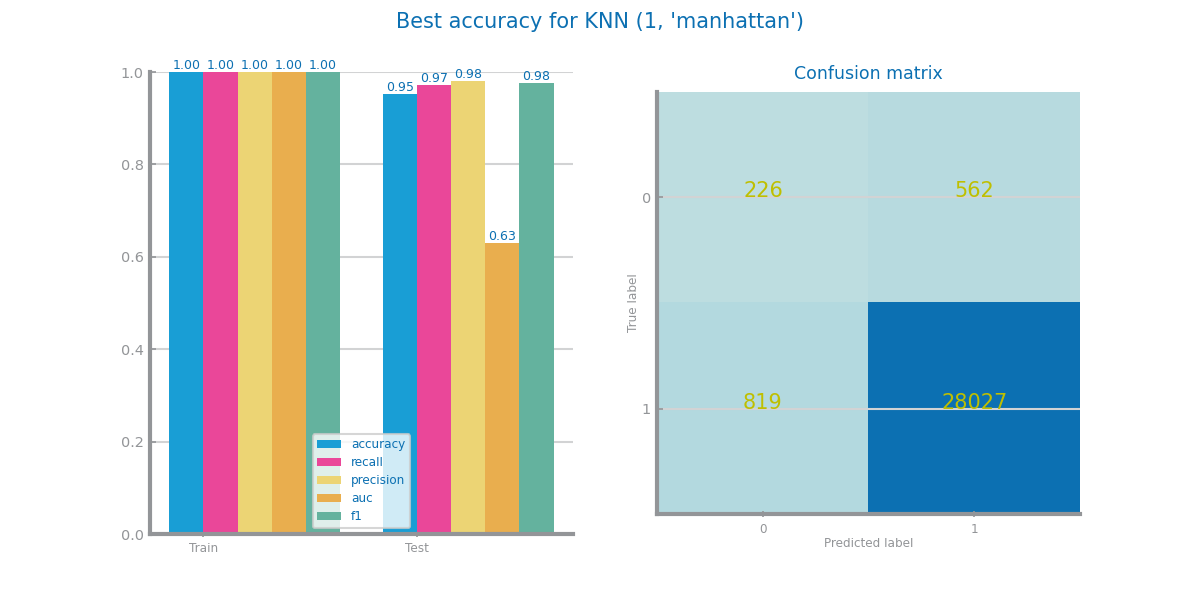 Best accuracy for KNN (1, 'manhattan')
1.00 1.00 1.00 1.00 1.00
0.95 0.97 0.98 0.63 0.98
1.0
0.8
0.6
0.4
0.2
0.0
accuracy
recall
precision
auc
f1
Train Test
Confusion matrix
True label
0
1
226 562
819 28027
0 1
Predicted label